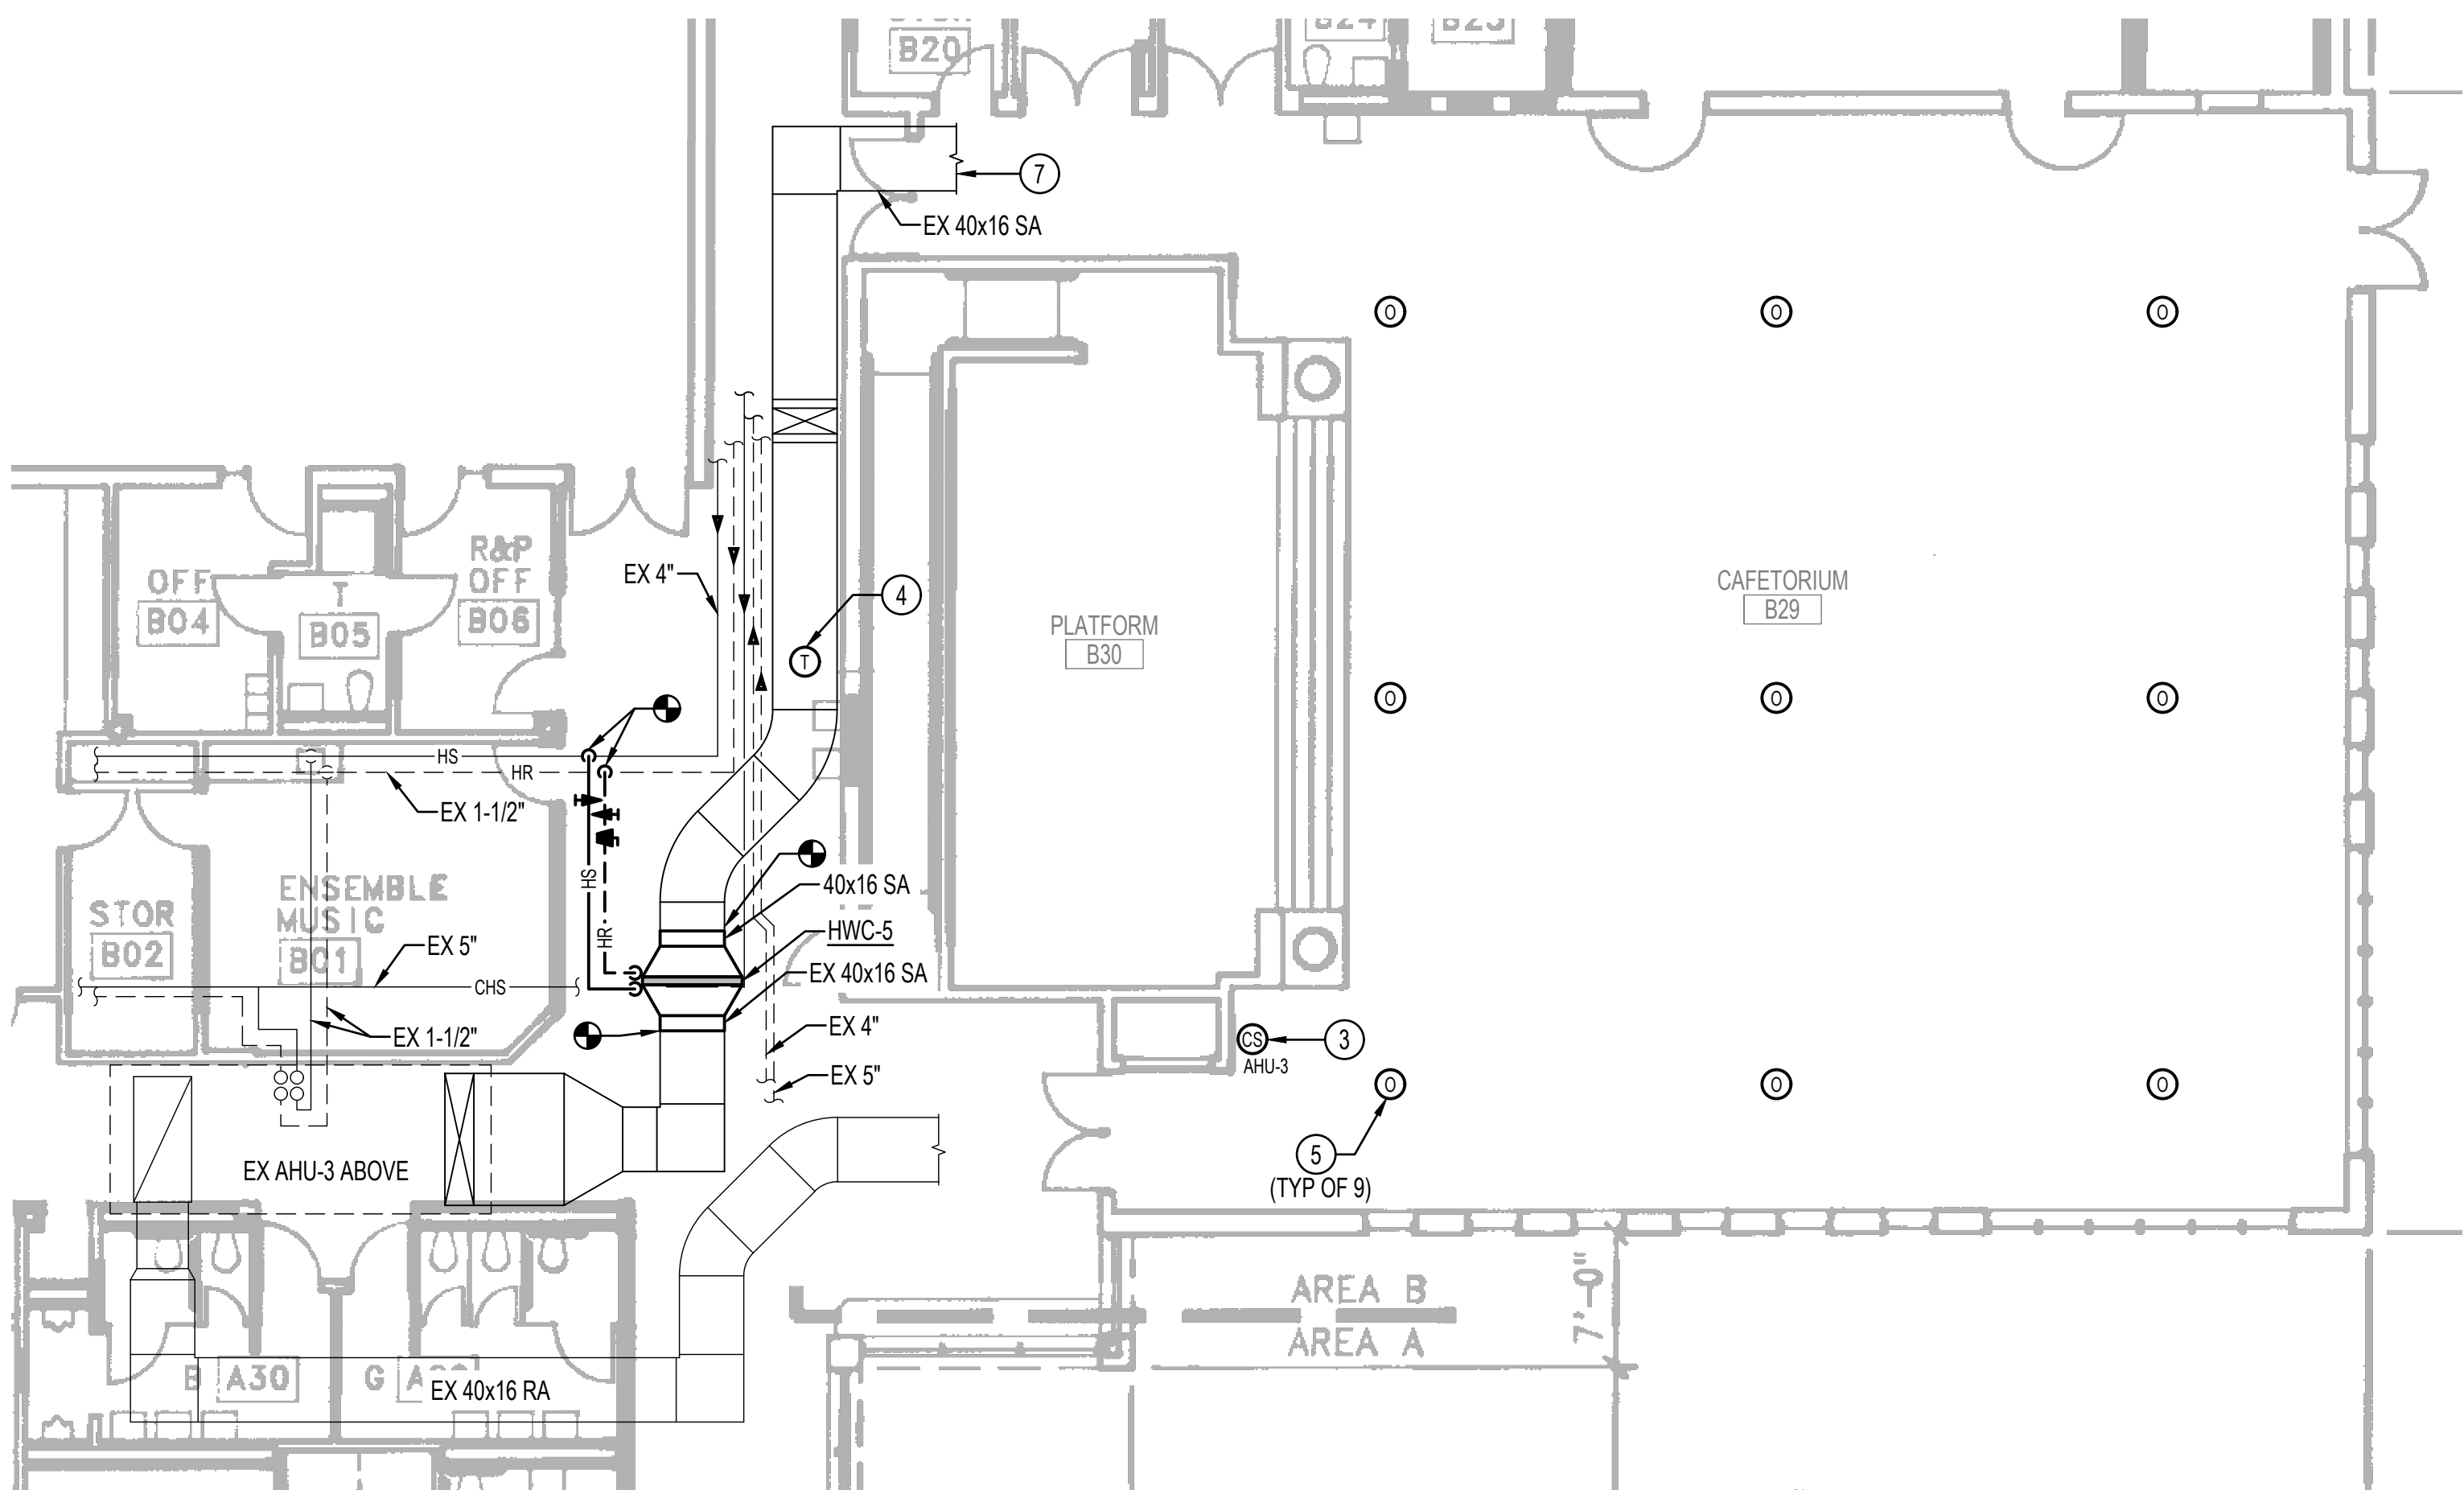 B20
7
EX 40x16 SA
O
O
O
EX 4"
4
T
R&P
OFF
B06
OFF
B04
T
B05
CAFETORIUM
B29
PLATFORM
B30
O
O
O
HS
HR
EX 1-1/2"
HS
HR
40x16 SA
HWC-5
EX 40x16 SA
ENSEMBLE
MUSIC
B01
STOR
B02
EX 5"
CHS
EX 1-1/2"
EX 4"
EX 5"
CS
AHU-3
3
O
O
O
5
(TYP OF 9)
EX AHU-3 ABOVE
AREA B
AREA A
7'-0"
B A30
G A
EX 40x16 RA